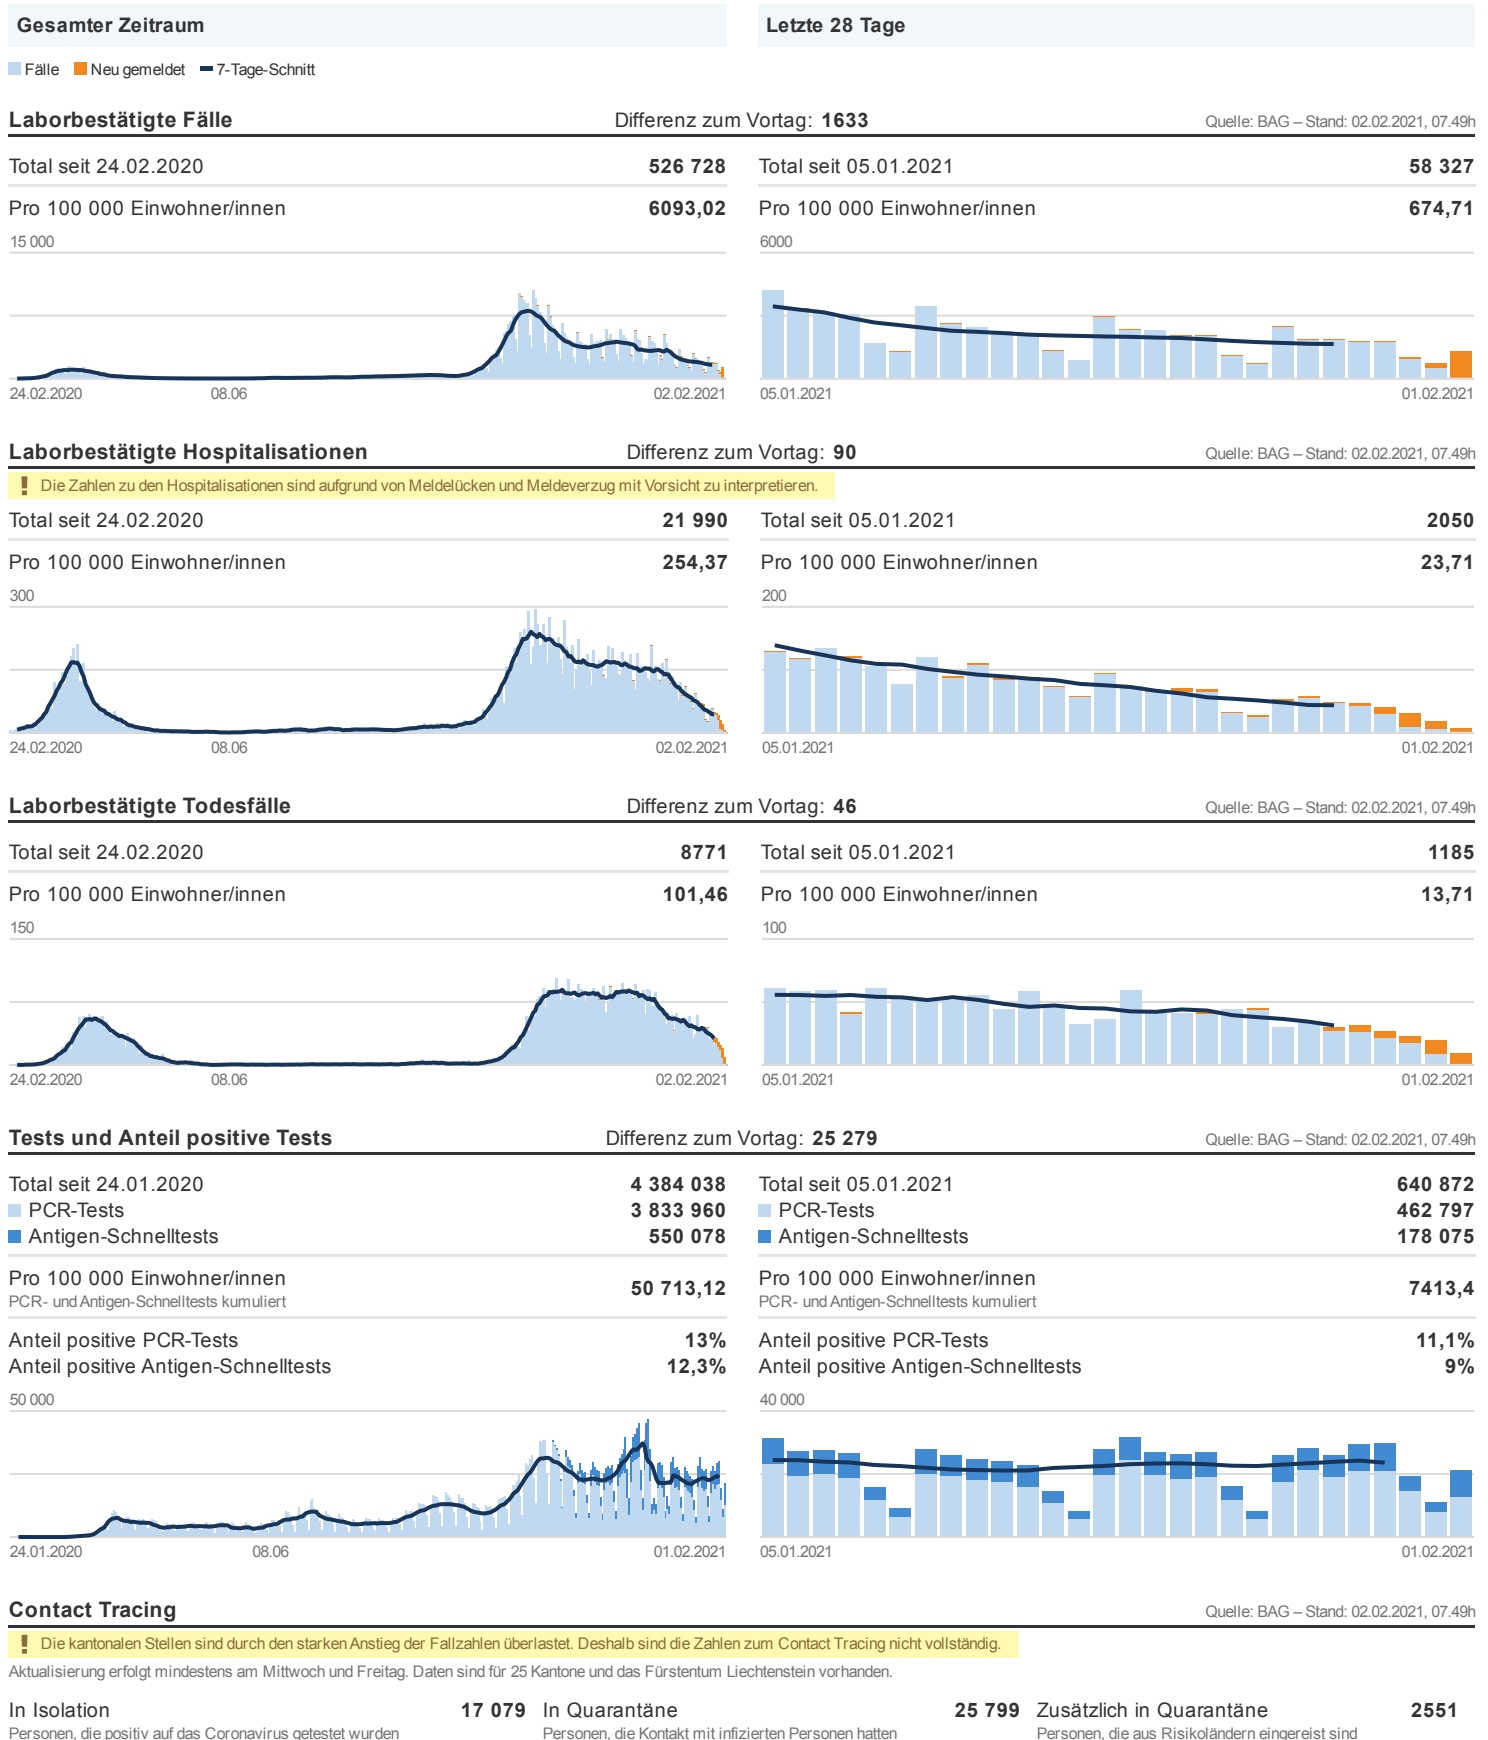 Gesamter Zeitraum
Letzte 28 Tage
Fälle Neu gemeldet 7-Tage-Schnitt
Laborbestätigte Fälle Differenz zum Vortag: 1633 Quelle: BAG – Stand: 02.02.2021, 07.49h
Total seit 24.02.2020 526 728
Pro 100 000 Einwohner/innen 6093,02
15 000
24.02.2020 08.06 02.02.2021
Total seit 05.01.2021 58 327
Pro 100 000 Einwohner/innen 674,71
6000
05.01.2021 01.02.2021
Laborbestätigte Hospitalisationen Differenz zum Vortag: 90 Quelle: BAG – Stand: 02.02.2021, 07.49h
! Die Zahlen zu den Hospitalisationen sind aufgrund von Meldelücken und Meldeverzug mit Vorsicht zu interpretieren.
Total seit 24.02.2020 21 990
Pro 100 000 Einwohner/innen 254,37
300
24.02.2020 08.06 02.02.2021
Total seit 05.01.2021 2050
Pro 100 000 Einwohner/innen 23,71
200
05.01.2021 01.02.2021
Laborbestätigte Todesfälle Differenz zum Vortag: 46 Quelle: BAG – Stand: 02.02.2021, 07.49h
Total seit 24.02.2020 8771
Pro 100 000 Einwohner/innen 101,46
150
24.02.2020 08.06 02.02.2021
Total seit 05.01.2021 1185
Pro 100 000 Einwohner/innen 13,71
100
05.01.2021 01.02.2021
Tests und Anteil positive Tests Differenz zum Vortag: 25 279 Quelle: BAG – Stand: 02.02.2021, 07.49h
Total seit 24.01.2020 4 384 038
PCR-Tests 3 833 960
Antigen-Schnelltests 550 078
Pro 100 000 Einwohner/innen 50 713,12
PCR- und Antigen-Schnelltests kumuliert
Anteil positive PCR-Tests 13%
Anteil positive Antigen-Schnelltests 12,3%
50 000
24.01.2020 08.06 01.02.2021
Total seit 05.01.2021 640 872
PCR-Tests 462 797
Antigen-Schnelltests 178 075
Pro 100 000 Einwohner/innen 7413,4
PCR- und Antigen-Schnelltests kumuliert
Anteil positive PCR-Tests 11,1%
Anteil positive Antigen-Schnelltests 9%
40 000
05.01.2021 01.02.2021
Contact Tracing Quelle: BAG – Stand: 02.02.2021, 07.49h
! Die kantonalen Stellen sind durch den starken Anstieg der Fallzahlen überlastet. Deshalb sind die Zahlen zum Contact Tracing nicht vollständig.
Aktualisierung erfolgt mindestens am Mittwoch und Freitag. Daten sind für 25 Kantone und das Fürstentum Liechtenstein vorhanden.
In Isolation 17 079
Personen, die positiv auf das Coronavirus getestet wurden
In Quarantäne 25 799
Personen, die Kontakt mit infizierten Personen hatten
Zusätzlich in Quarantäne 2551
Personen, die aus Risikoländern eingereist sind